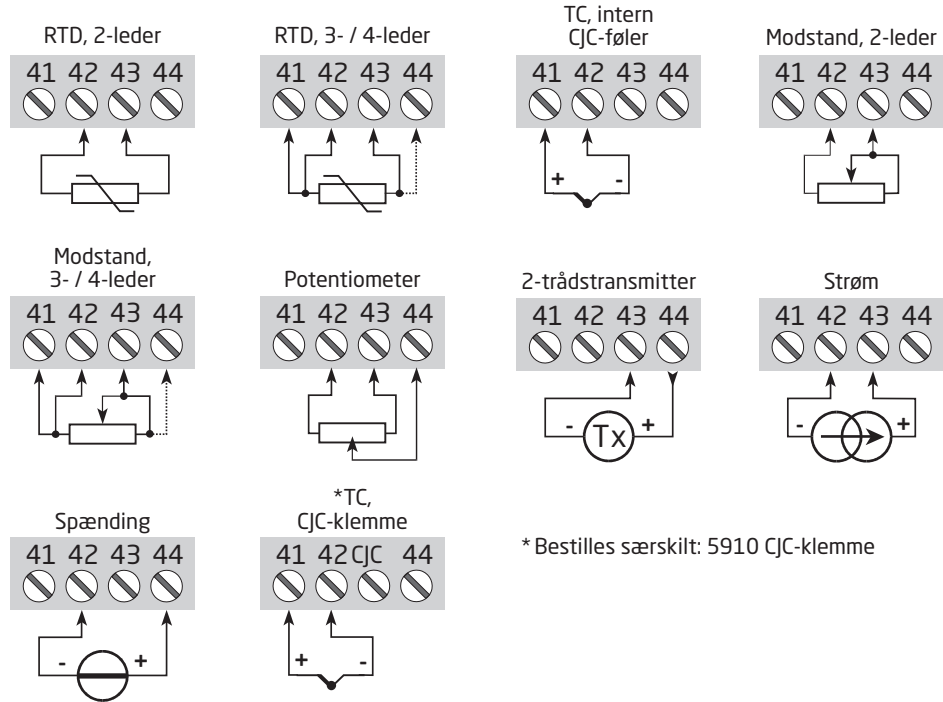 RTD, 2-leder
41 42 43 44
RTD, 3- / 4-leder
41 42 43 44
TC, intern
CJC-føler
41 42 43 44
+ -
Modstand, 2-leder
41 42 43 44
Modstand,
3- / 4-leder
41 42 43 44
Potentiometer
41 42 43 44
2-trådstransmitter
41 42 43 44
- Tx +
Strøm
41 42 43 44
- +
Spænding
41 42 43 44
- +
*TC,
CJC-klemme
41 42 CJC 44
+ -
* Bestilles særskilt: 5910 CJC-klemme